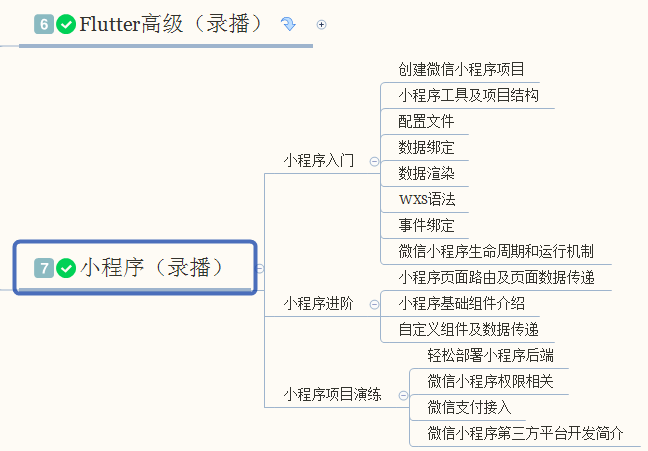 6 Flutter高级（录播）
创建微信小程序项目
小程序工具及项目结构
配置文件
数据绑定
小程序入门
数据渲染
WXS语法
事件绑定
微信小程序生命周期和运行机制
7 小程序（录播）
小程序页面路由及页面数据传递
小程序进阶
小程序基础组件介绍
自定义组件及数据传递
轻松部署小程序后端
微信小程序权限相关
小程序项目演练
微信支付接入
微信小程序第三方平台开发简介